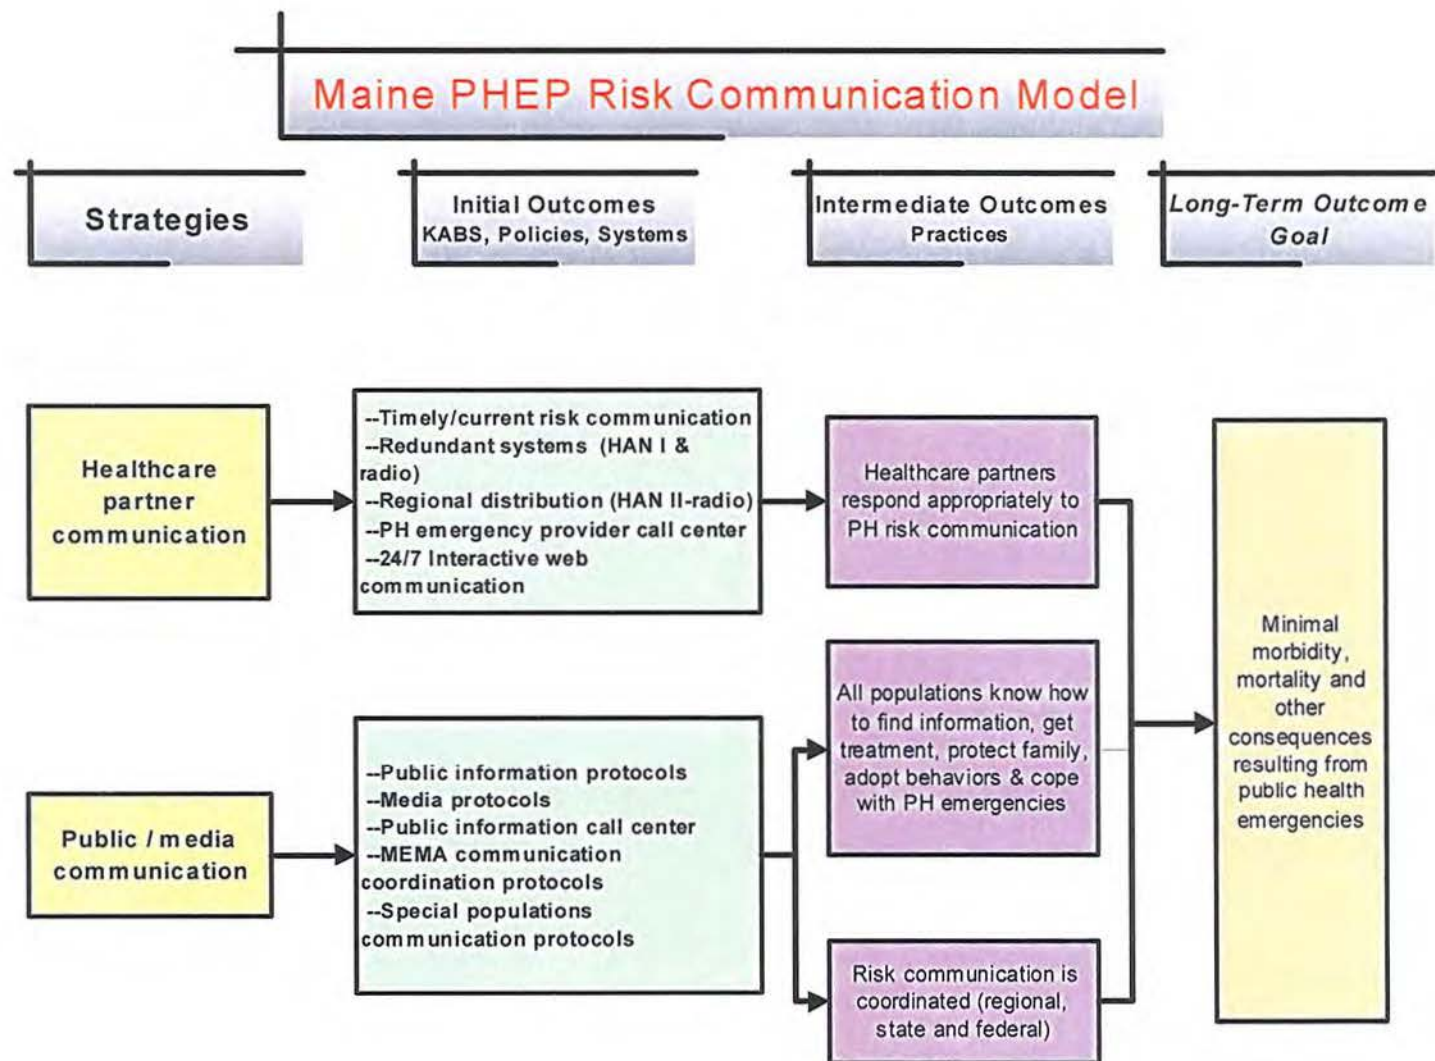 Maine PHEP Risk Communication Model
Strategies
Initial Outcomes
KABS, Policies, Systems
Intermediate Outcomes
Practices
Long-Term Outcome
Goal
Healthcare
partner
communication
--Timely/current risk communication
--Redundant systems (HAN I &
radio)
--Regional distribution (HAN II-radio)
--PH emergency provider call center
--24/7 Interactive web
communication
Healthcare partners
respond appropriately to
PH risk communication
Public / media
communication
--Public information protocols
--Media protocols
--Public information call center
--MEMA communication
coordination protocols
--Special populations
communication protocols
All populations know how
to find information, get
treatment, protect family,
adopt behaviors & cope
with PH emergencies
Risk communication is
coordinated (regional,
state and federal)
Minimal
morbidity,
mortality and
other
consequences
resulting from
public health
emergencies